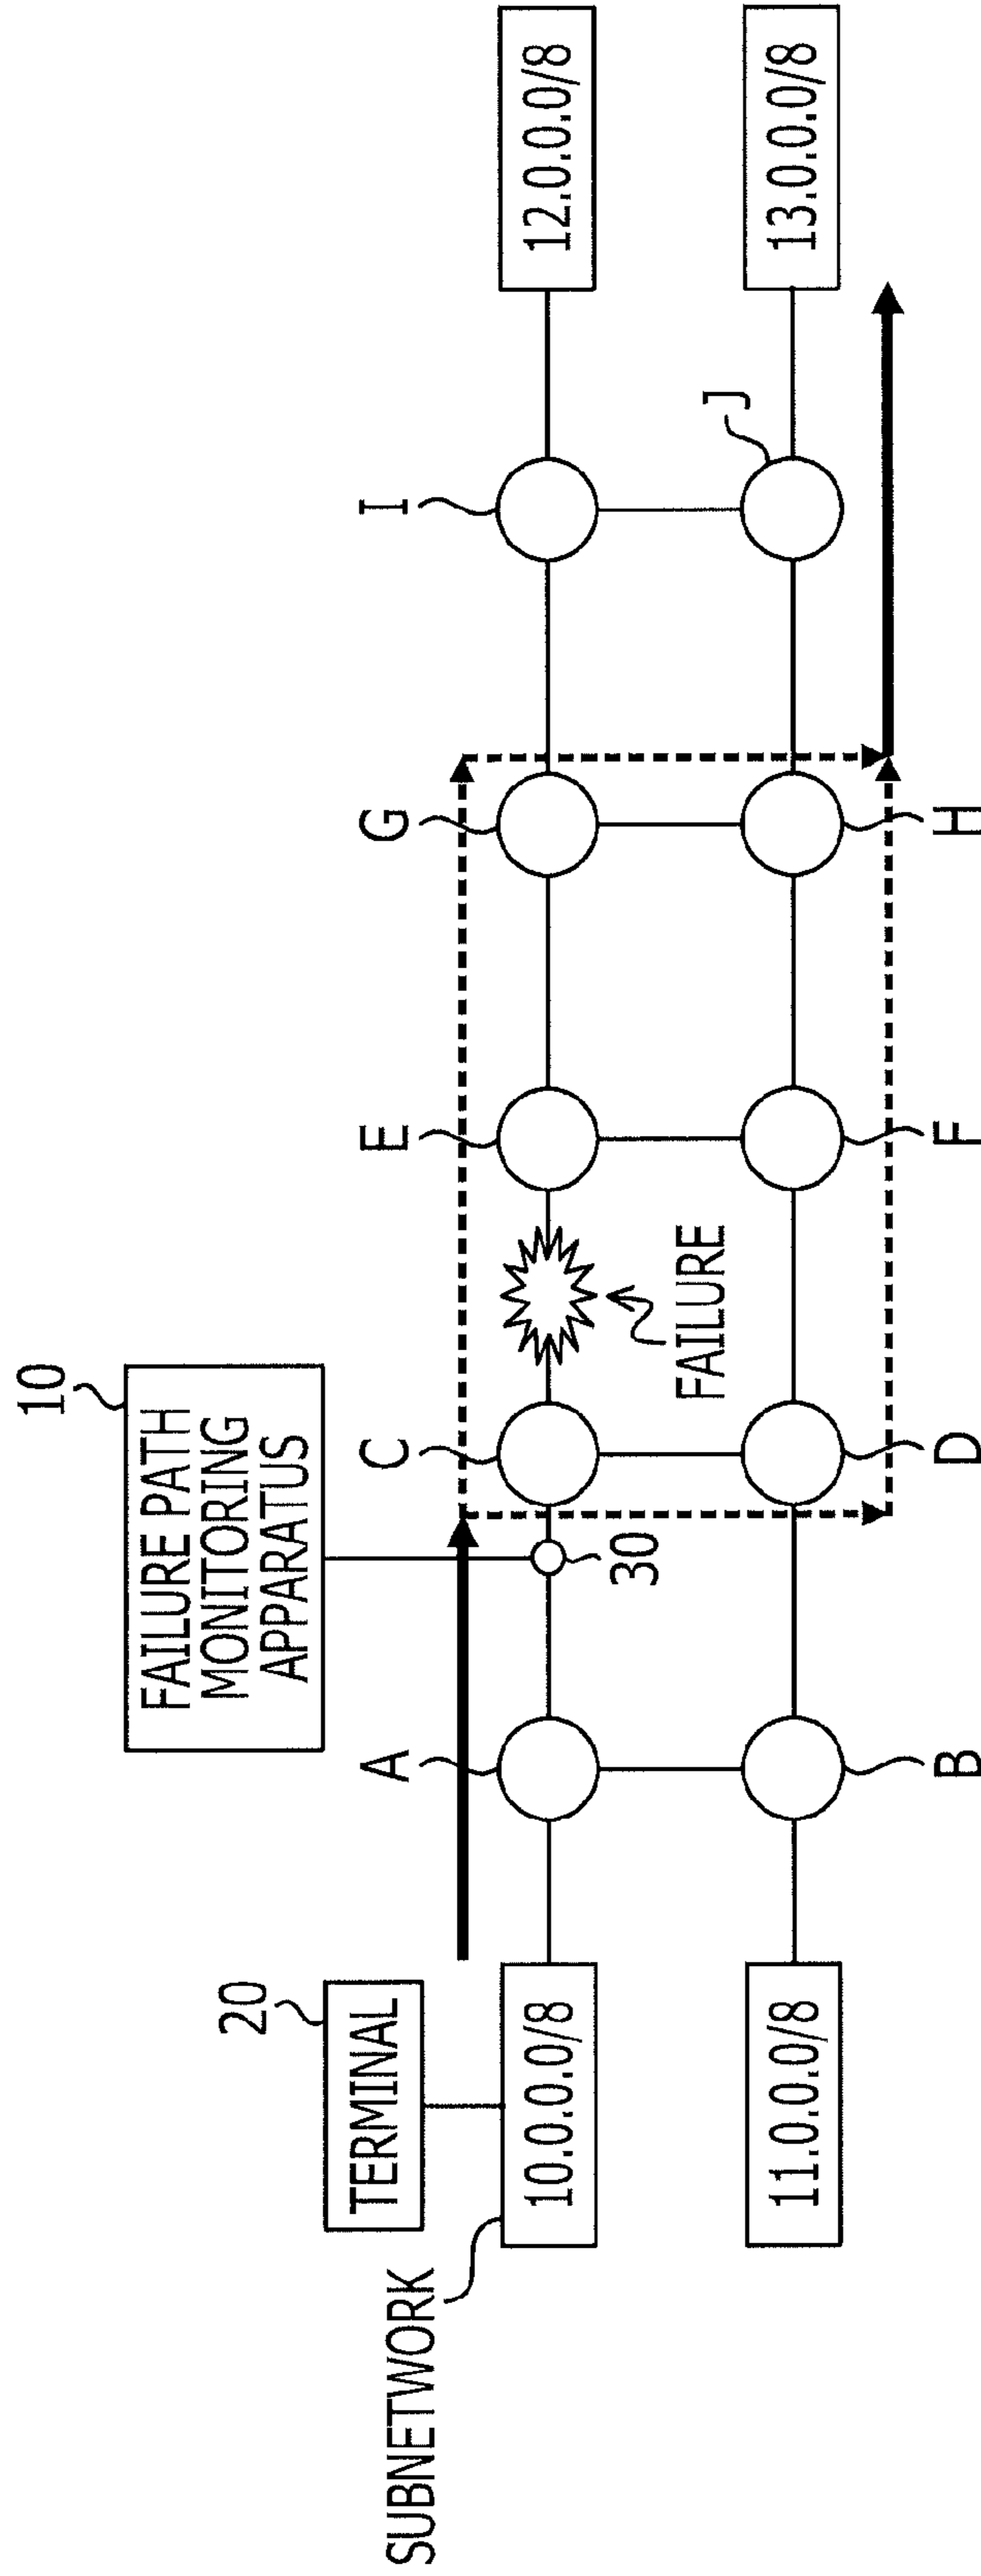 10
FAILURE PATH
MONITORING
APPARATUS
20
TERMINAL
SUBNETWORK
A
C
E
G
I
10.0.0.0/8
30
12.0.0.0/8
FAILURE
J
11.0.0.0/8
13.0.0.0/8
B
D
F
H